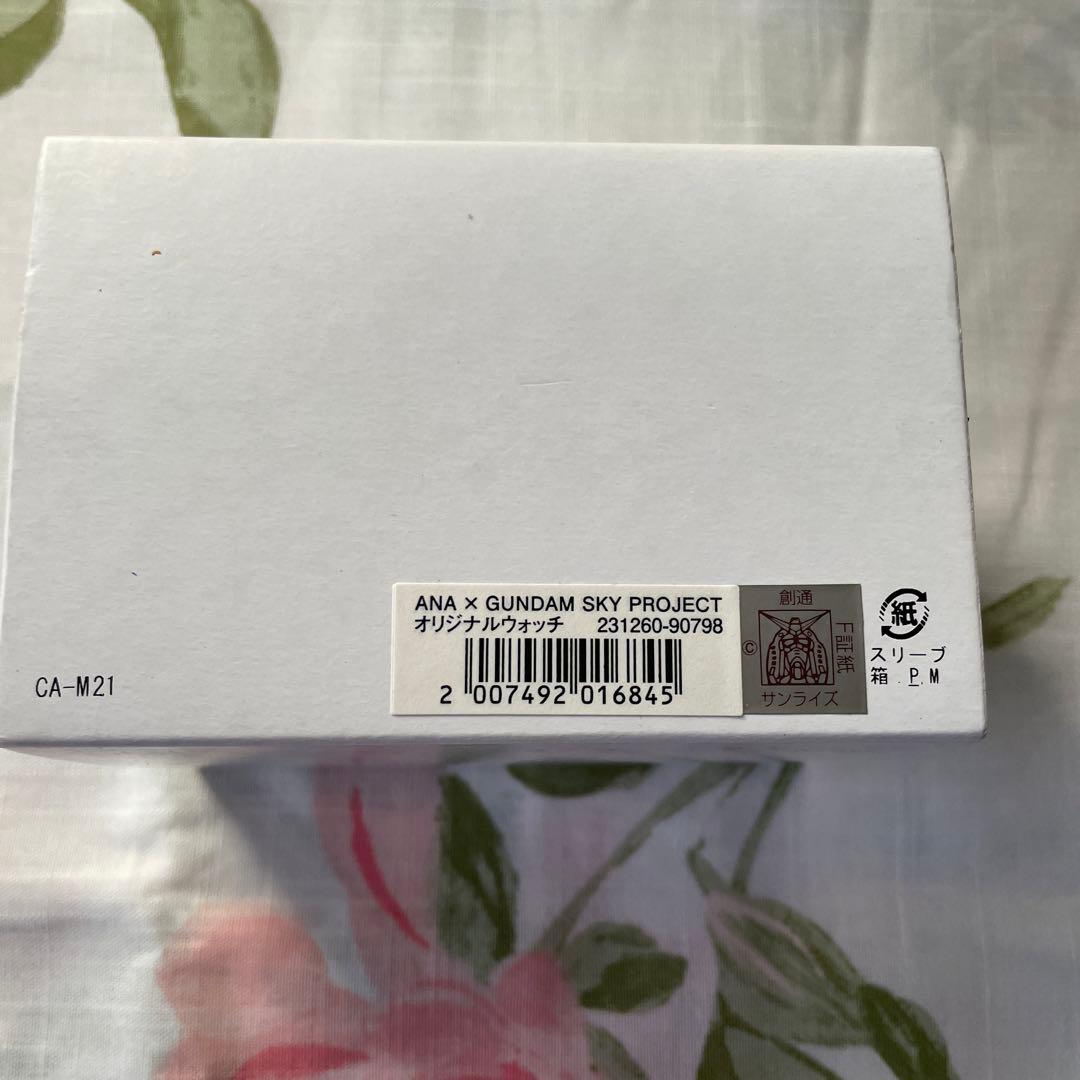 ANA × GUNDAM SKY PROJECT
オリジナルウォッチ 231260-90798
2 007492 016845
CA-M21
創通
F証紙
©
サンライズ
紙
スリーブ
箱 P.M